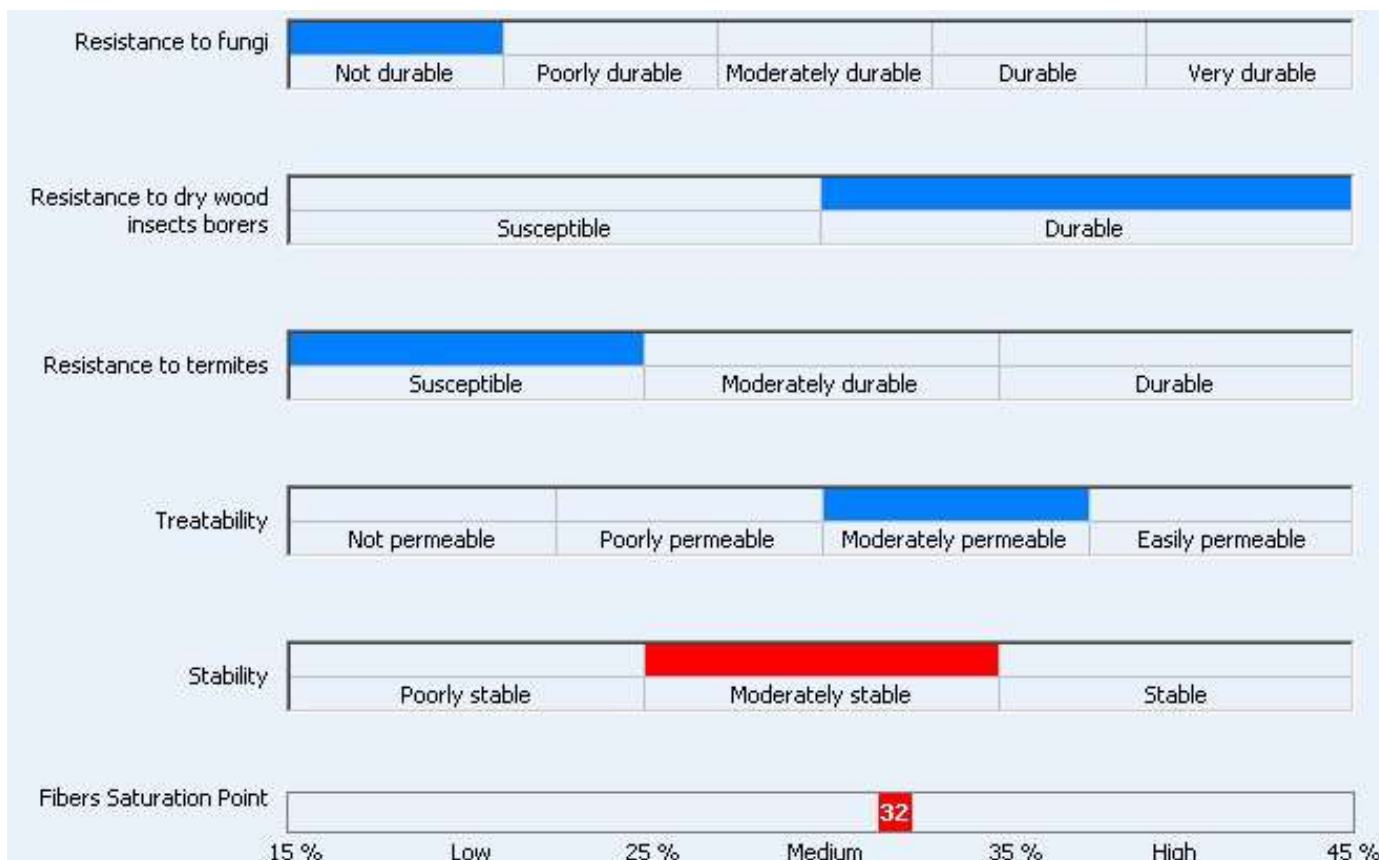 Resistance to fungi
Not durable Poorly durable Moderately durable Durable Very durable
Resistance to dry wood
insects borers
Susceptible Durable
Resistance to termites
Susceptible Moderately durable Durable
Treatability
Not permeable Poorly permeable Moderately permeable Easily permeable
Stability
Poorly stable Moderately stable Stable
Fibers Saturation Point 32
15 % Low 25 % Medium 35 % High 45 %